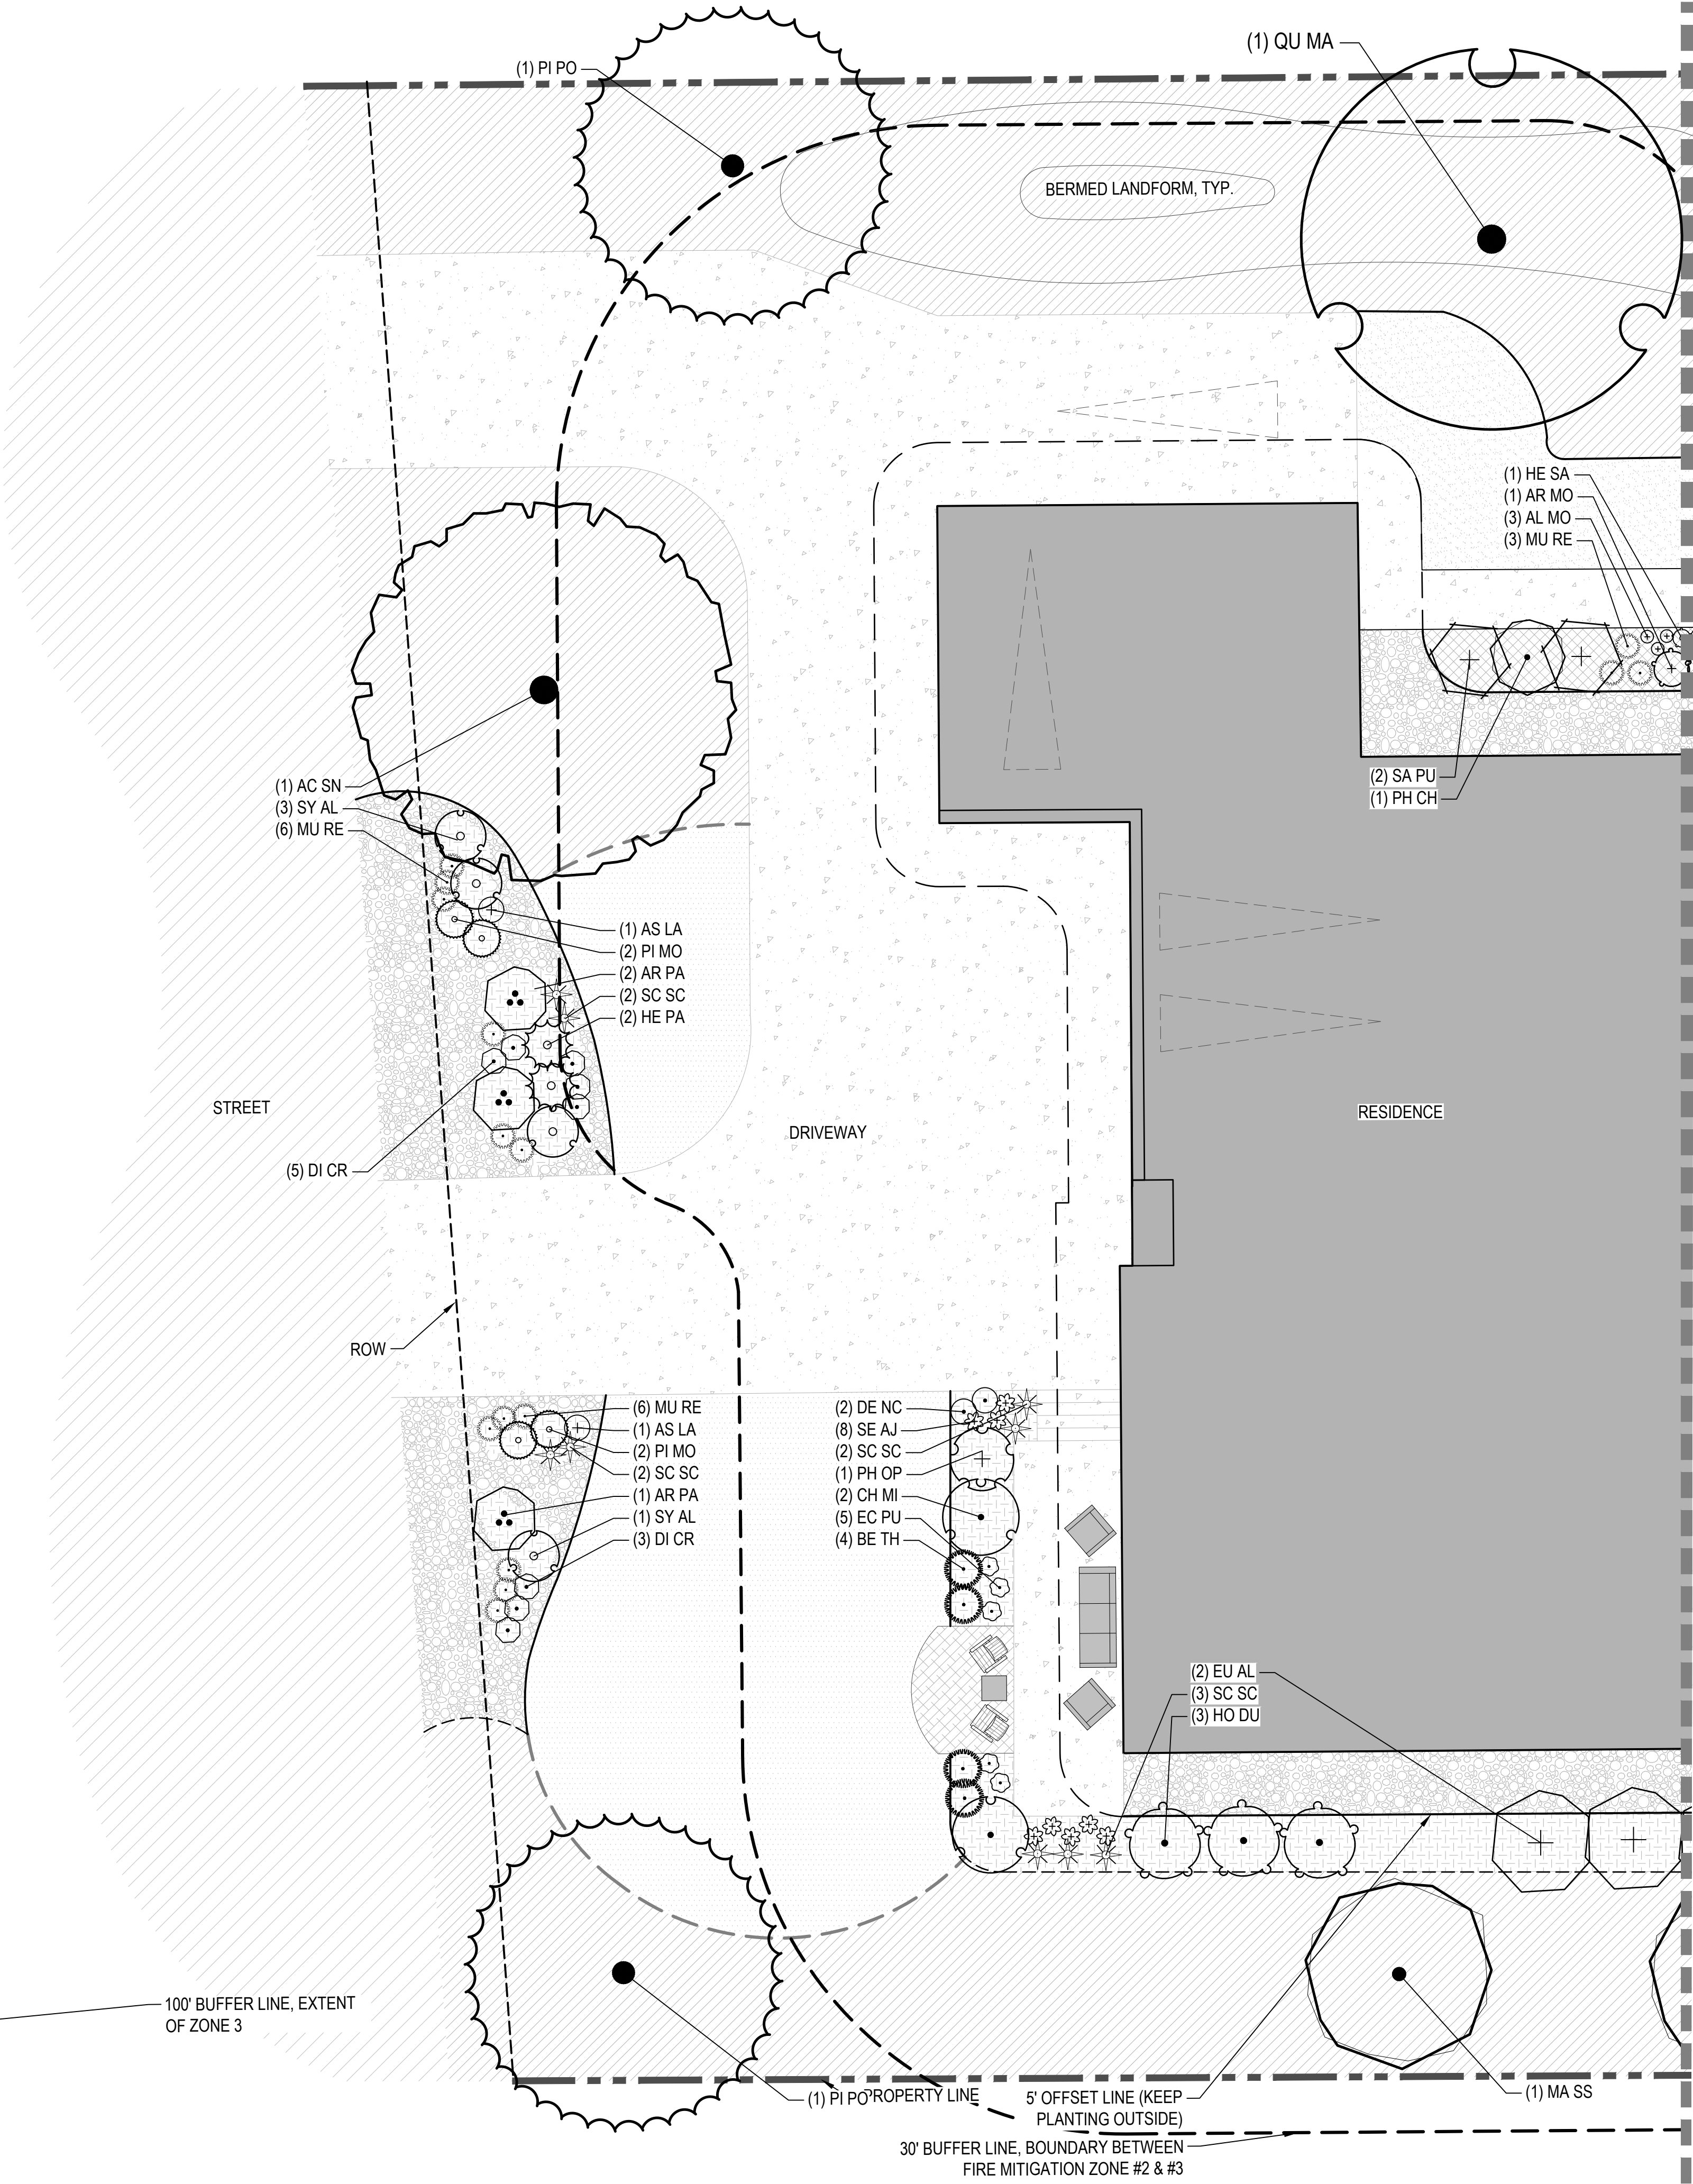 (1) PI PO
(1) QU MA
BERMED LANDFORM, TYP.
(1) HE SA
(1) AR MO
(3) AL MO
(3) MU RE
(2) SA PU
(1) PH CH
(1) AC SN
(3) SY AL
(6) MU RE
(1) AS LA
(2) PI MO
(2) AR PA
(2) SC SC
(2) HE PA
STREET
DRIVEWAY
RESIDENCE
(5) DI CR
ROW
(6) MU RE
(1) AS LA
(2) PI MO
(2) SC SC
(1) AR PA
(1) SY AL
(3) DI CR
(2) DE NC
(8) SE AJ
(2) SC SC
(1) PH OP
(2) CH MI
(5) EC PU
(4) BE TH
(2) EU AL
(3) SC SC
(3) HO DU
100' BUFFER LINE, EXTENT
OF ZONE 3
(1) PI PO
PROPERTY LINE
5' OFFSET LINE (KEEP
PLANTING OUTSIDE)
(1) MA SS
30' BUFFER LINE, BOUNDARY BETWEEN
FIRE MITIGATION ZONE #2 & #3